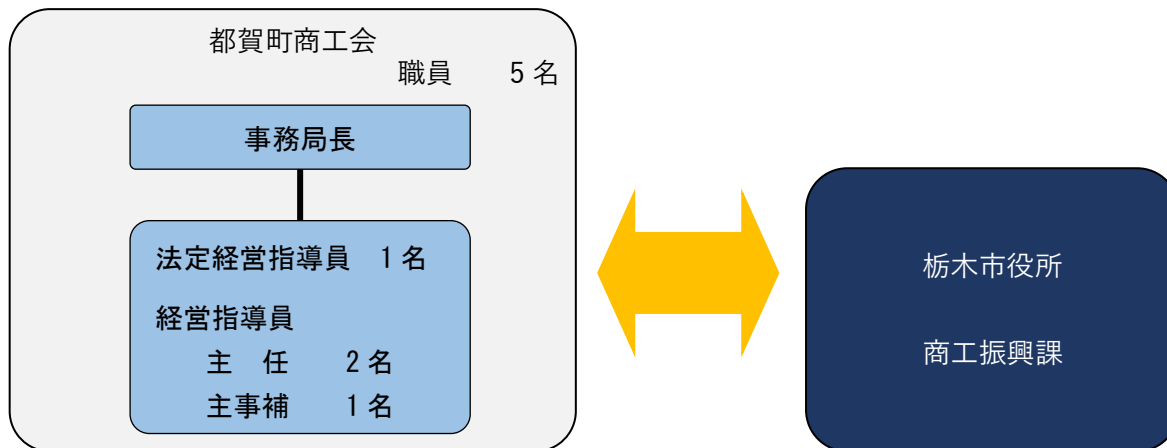 都賀町商工会
職員　　5名
事務局長
法定経営指導員　1名
経営指導員
主　任　　2名
主事補　　1名
栃木市役所
商工振興課